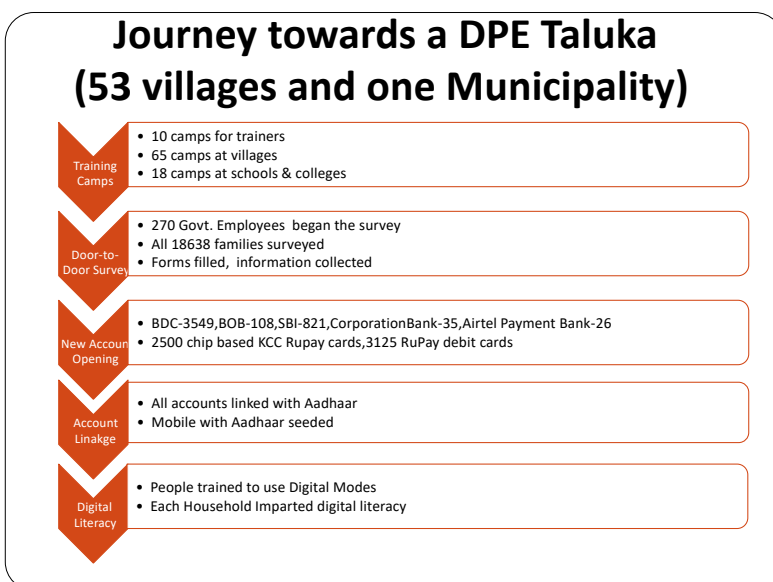 Journey towards a DPE Taluka
(53 villages and one Municipality)
Training
Camps
• 10 camps for trainers
• 65 camps at villages
• 18 camps at schools & colleges
Door-to-
Door Survey
• 270 Govt. Employees began the survey
• All 18638 families surveyed
• Forms filled, information collected
New Accoun
Opening
• BDC-3549,BOB-108,SBI-821,CorporationBank-35,Airtel Payment Bank-26
• 2500 chip based KCC Rupay cards,3125 RuPay debit cards
Account
Linakge
• All accounts linked with Aadhaar
• Mobile with Aadhaar seeded
Digital
Literacy
• People trained to use Digital Modes
• Each Household Imparted digital literacy